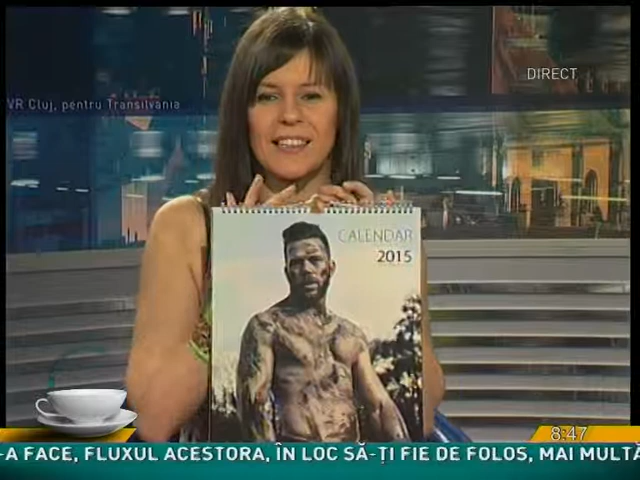 DIRECT
VR Cluj, pentru Transilvania
CALENDAR
2015
8:47
-A FACE, FLUXUL ACESTORA, ÎN LOC SĂ-ȚI FIE DE FOLOS, MAI MULTĂ